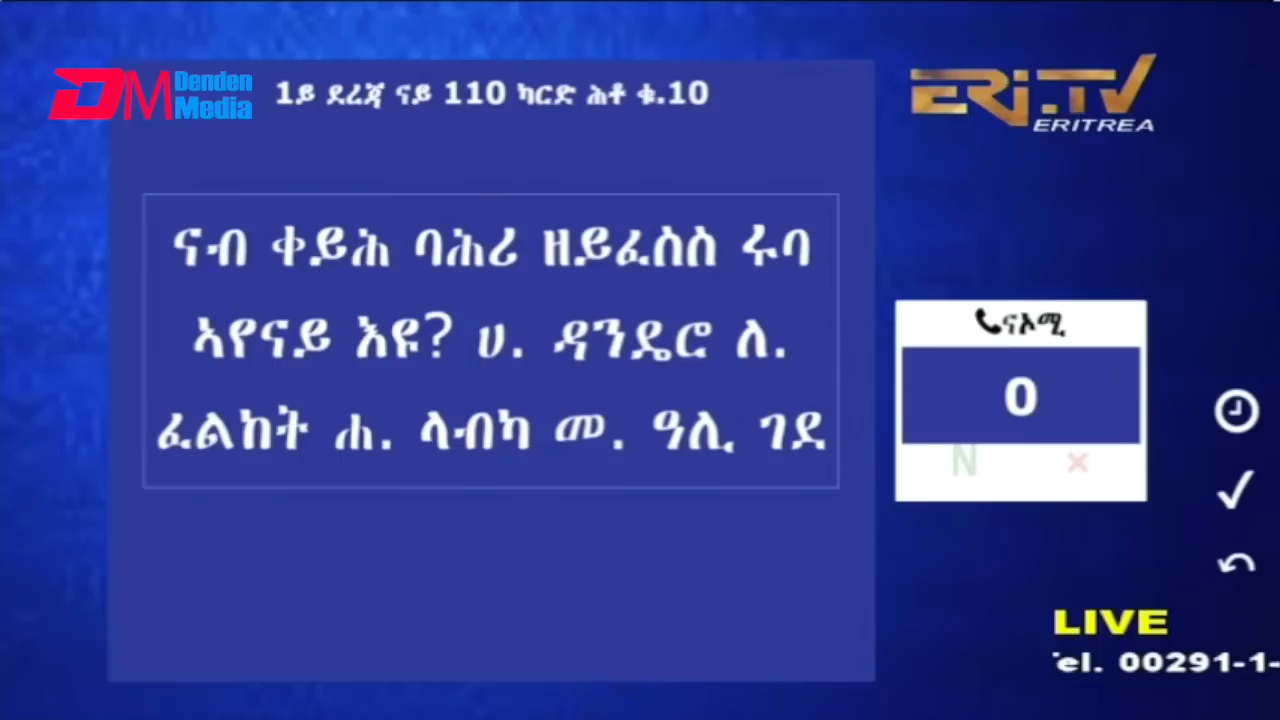 DM Denden Media
1ይ ደረጃ ናይ 110 ካርድ ሕቶ ቁ.10
ERi.TV
ERITREA
ናብ ቀይሕ ባሕሪ ዘይፈስስ ሩባ
ኣየናይ እዩ? ሀ. ዳንዴሮ ለ.
ፈልከት ሐ. ላብካ መ. ዓሊ ገደ
ናኦሚ
0
N ×
LIVE
Tel. 00291-1-